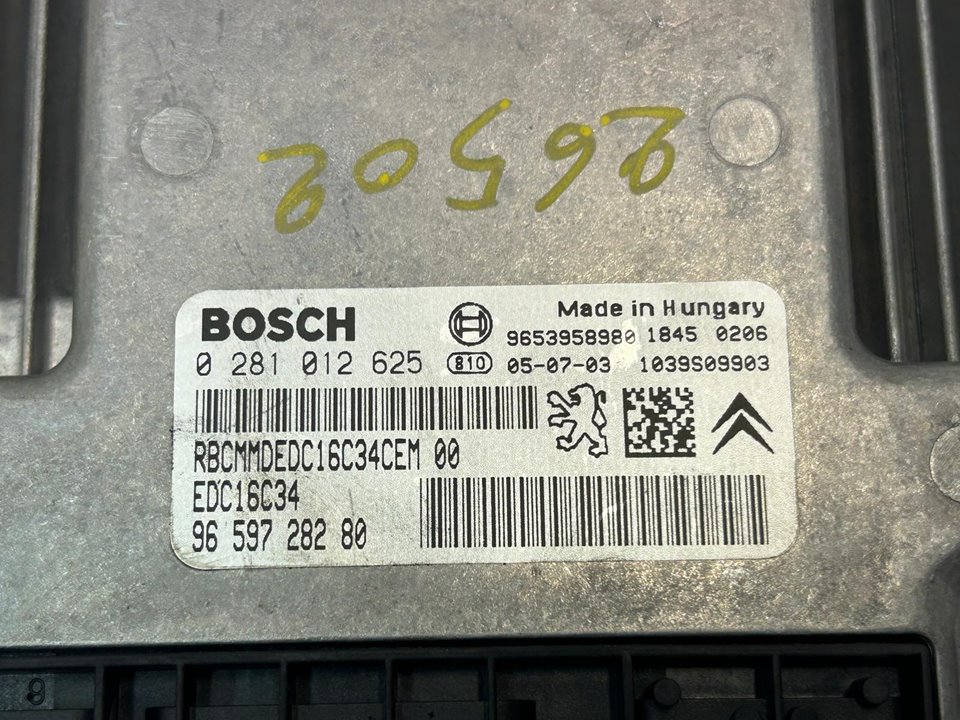 26502
BOSCH
Made in Hungary
9653958980 1845 0206
0 281 012 625 810 05-07-03 1039S09903
RBCMMDEDC16C34CEM 00
EDC16C34
96 597 282 80
8